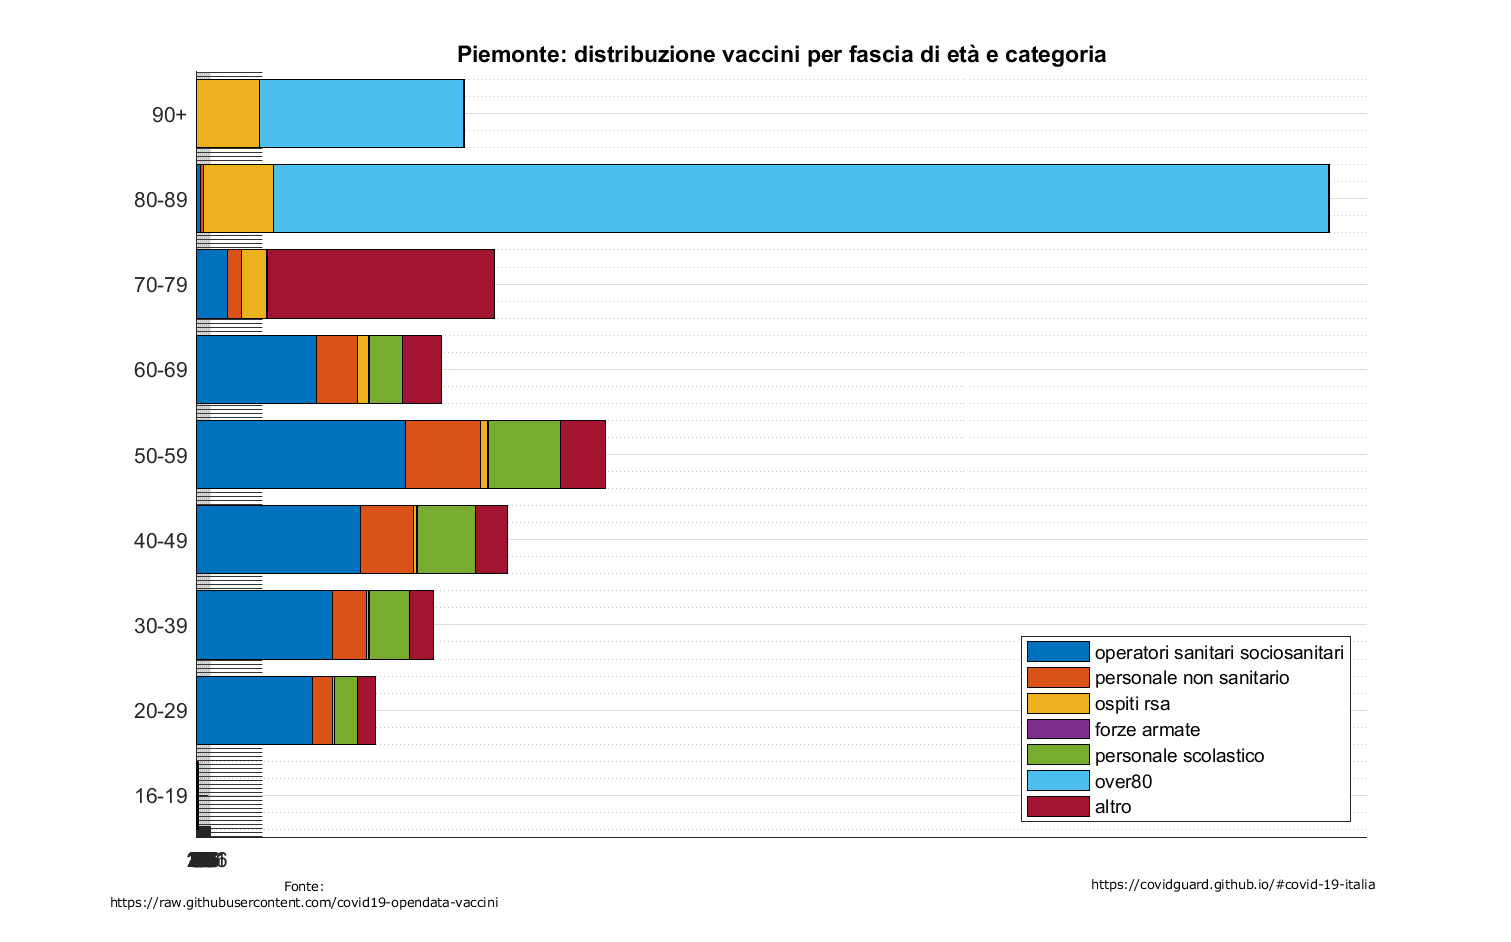 Piemonte: distribuzione vaccini per fascia di età e categoria
90+
80-89
70-79
60-69
50-59
40-49
30-39
20-29
16-19
operatori sanitari sociosanitari
personale non sanitario
ospiti rsa
forze armate
personale scolastico
over80
altro
Fonte:
https://raw.githubusercontent.com/covid19-opendata-vaccini
https://covidguard.github.io/#covid-19-italia